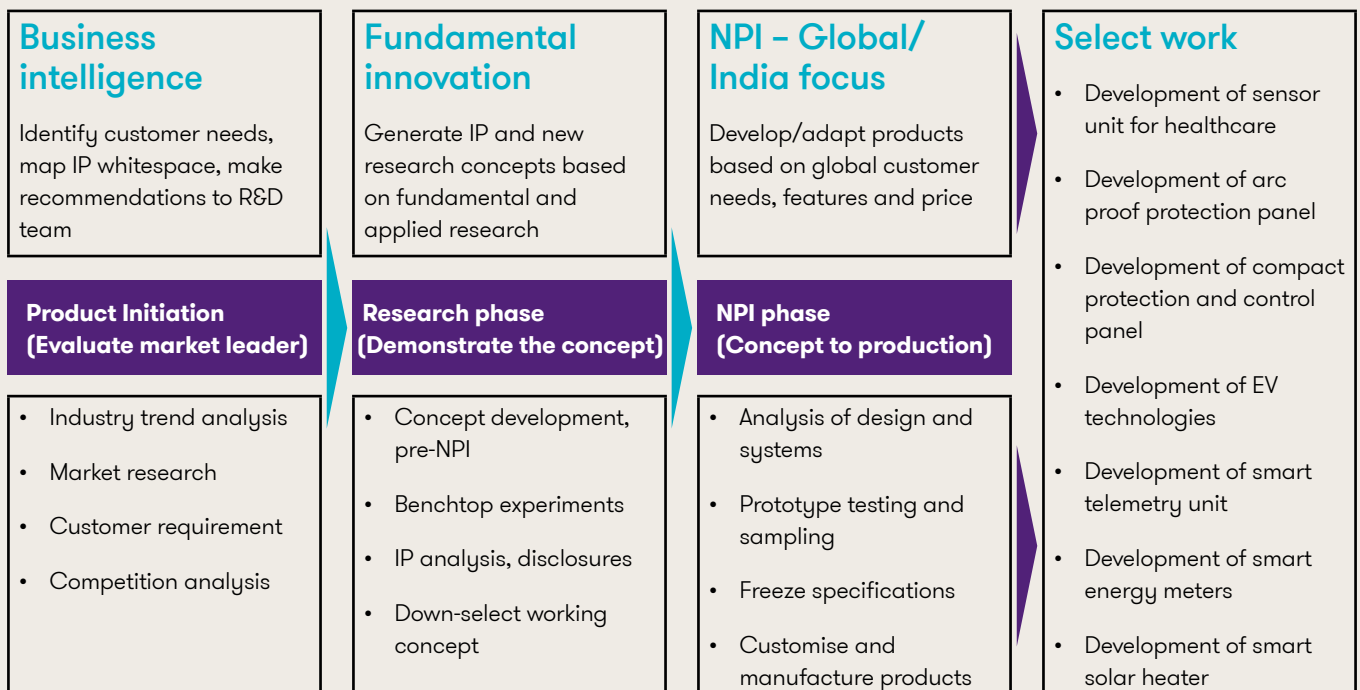 Business
intelligence
Identify customer needs,
map IP whitespace, make
recommendations to R&D
team
Product Initiation
(Evaluate market leader)
• Industry trend analysis
• Market research
• Customer requirement
• Competition analysis
Fundamental
innovation
Generate IP and new
research concepts based
on fundamental and
applied research
Research phase
(Demonstrate the concept)
• Concept development,
pre-NPI
• Benchtop experiments
• IP analysis, disclosures
• Down-select working
concept
NPI – Global/
India focus
Develop/adapt products
based on global customer
needs, features and price
NPI phase
(Concept to production)
• Analysis of design and
systems
• Prototype testing and
sampling
• Freeze specifications
• Customise and
manufacture products
Select work
• Development of sensor
unit for healthcare
• Development of arc
proof protection panel
• Development of compact
protection and control
panel
• Development of EV
technologies
• Development of smart
telemetry unit
• Development of smart
energy meters
• Development of smart
solar heater